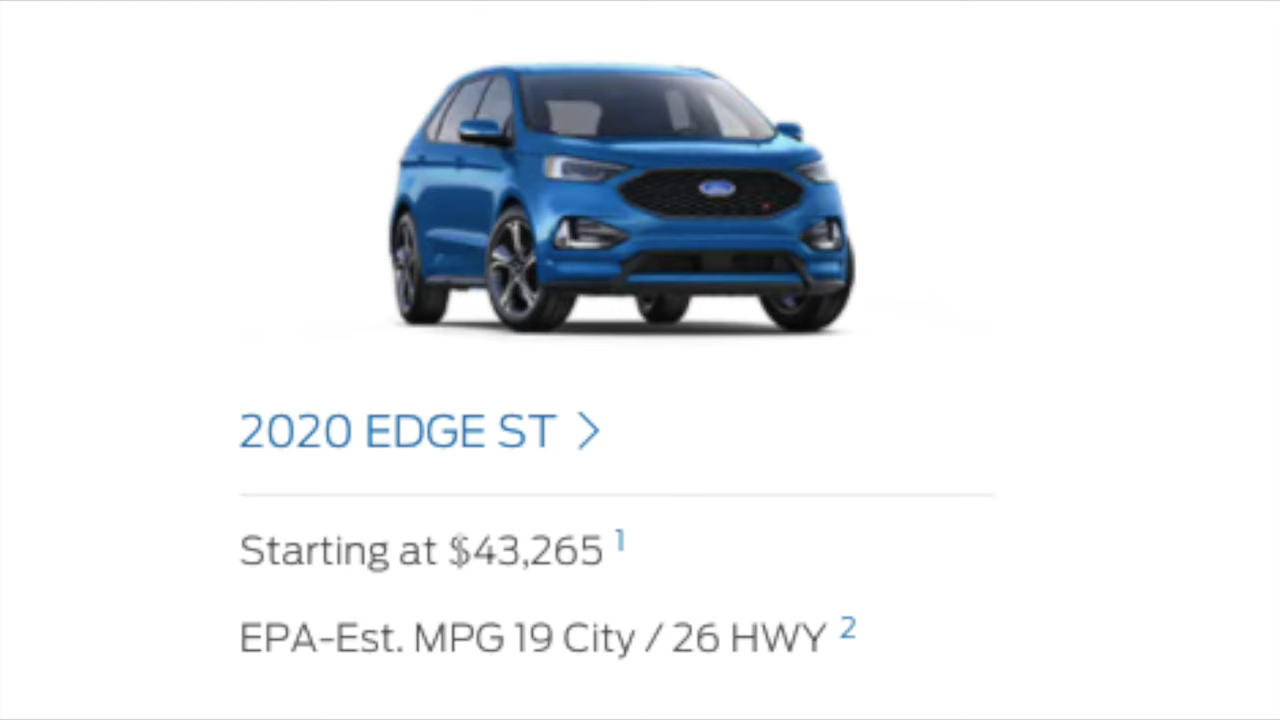 2020 EDGE ST >
Starting at $43,265 1
EPA-Est. MPG 19 City / 26 HWY 2